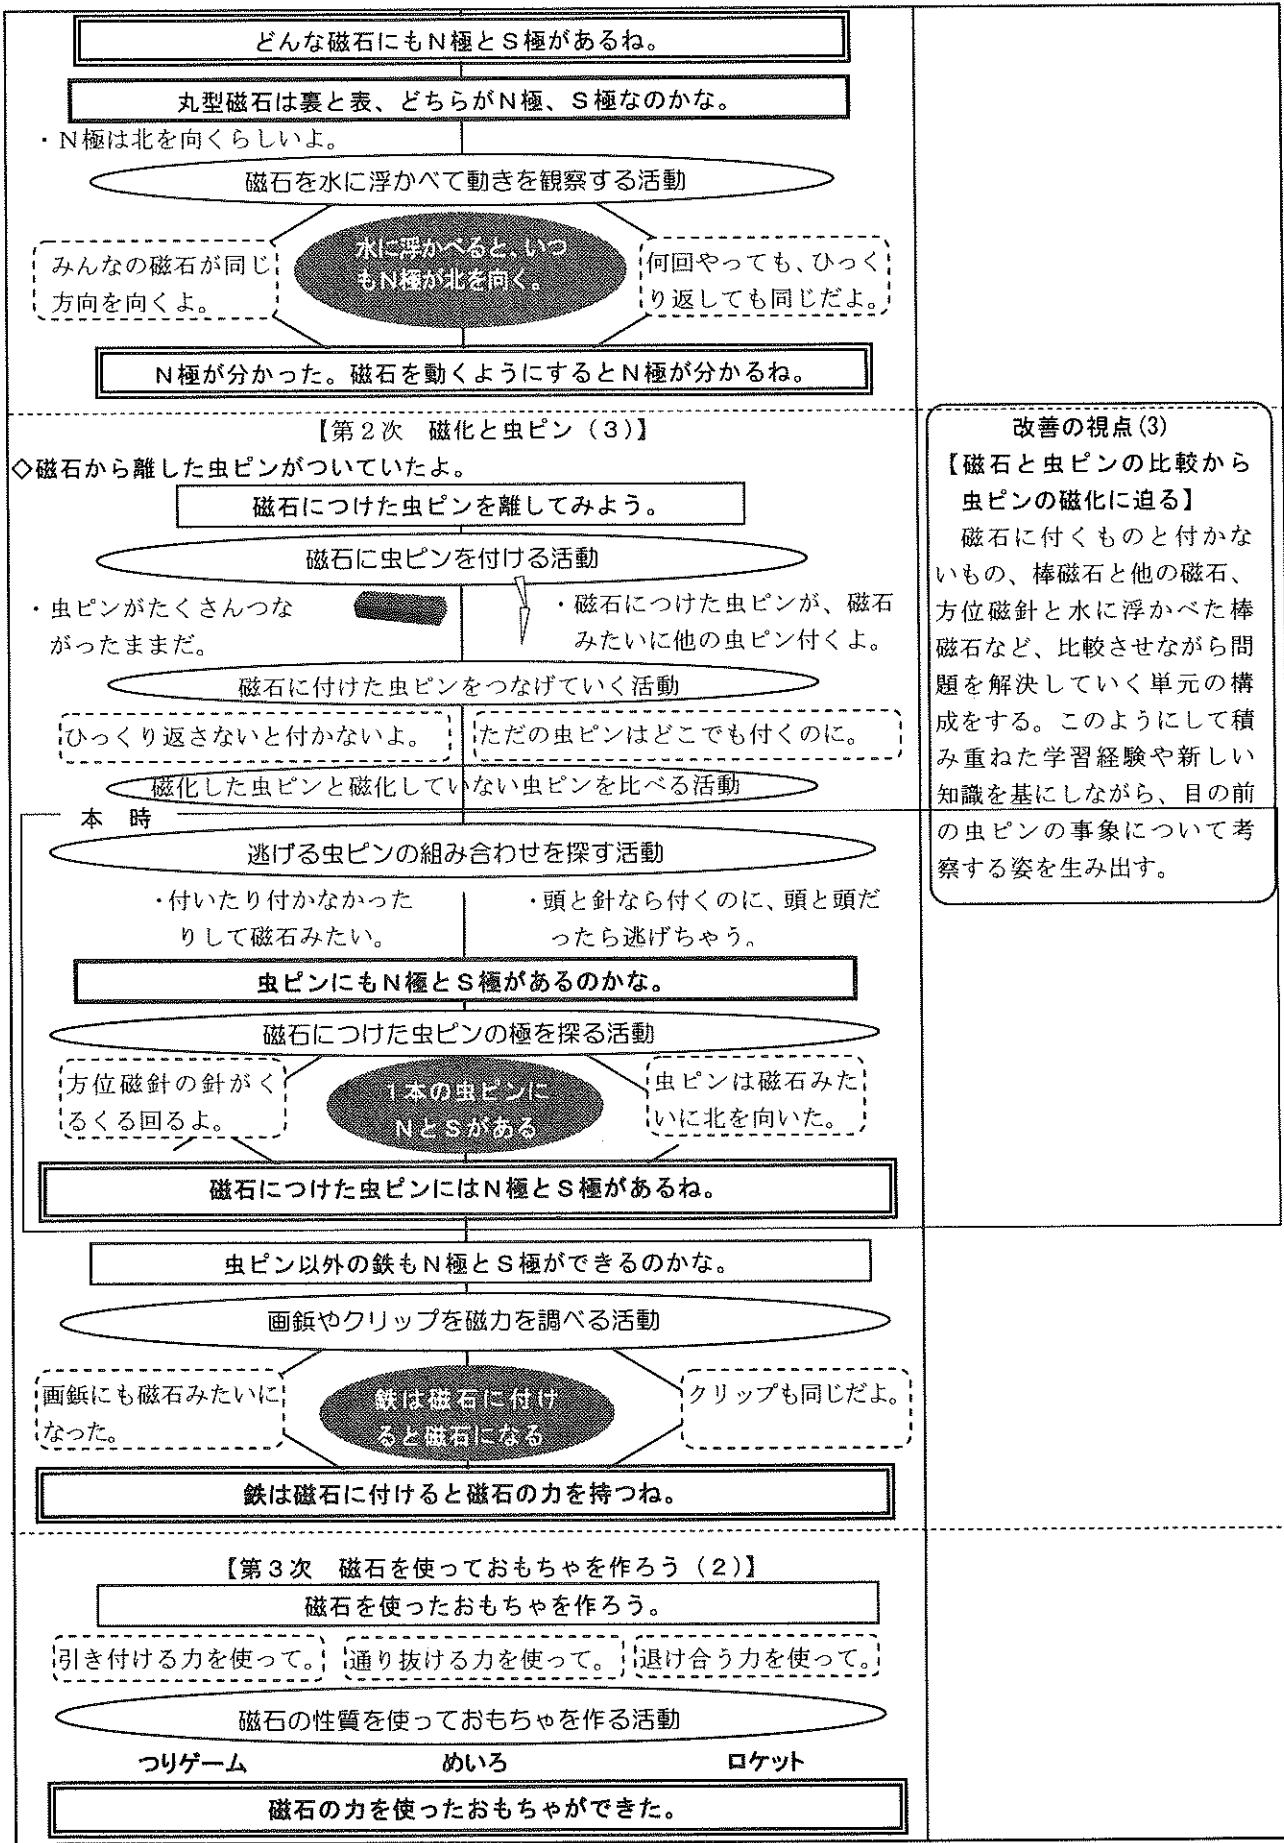 どんな磁石にもN極とS極があるね。
丸型磁石は裏と表、どちらがN極、S極なのかな。
・N極は北を向くらしいよ。
磁石を水に浮かべて動きを観察する活動
みんなの磁石が同じ
方向を向くよ。
水に浮かべると、いつ
もN極が北を向く。
何回やっても、ひっく
り返しても同じだよ。
N極が分かった。磁石を動くようにするとN極が分かるね。
【第2次 磁化と虫ピン(3)】
◇磁石から離した虫ピンがついていたよ。
磁石につけた虫ピンを離してみよう。
磁石に虫ピンを付ける活動
・虫ピンがたくさんつな
がったままだ。
・磁石につけた虫ピンが、磁石
みたいに他の虫ピン付くよ。
磁石に付けた虫ピンをつなげていく活動
ひっくり返さないと付かないよ。
ただの虫ピンはどこでも付くのに。
磁化した虫ピンと磁化していない虫ピンを比べる活動
本 時
逃げる虫ピンの組み合わせを探す活動
・付いたり付かなかった
りして磁石みたい。
・頭と針なら付くのに、頭と頭だ
ったら逃げちゃう。
虫ピンにもN極とS極があるのかな。
磁石につけた虫ピンの極を探る活動
方位磁針の針がく
るくる回るよ。
1本の虫ピンに
NとSがある
虫ピンは磁石みた
いに北を向いた。
磁石につけた虫ピンにはN極とS極があるね。
虫ピン以外の鉄もN極とS極ができるのかな。
画鋲やクリップを磁力を調べる活動
画鋲にも磁石みたいに
なった。
鉄は磁石に付け
ると磁石になる
クリップも同じだよ。
鉄は磁石に付けると磁石の力を持つね。
【第3次 磁石を使っておもちゃを作ろう(2)】
磁石を使ったおもちゃを作ろう。
引き付ける力を使って。
通り抜ける力を使って。
退け合う力を使って。
磁石の性質を使っておもちゃを作る活動
つりゲーム
めいろ
ロケット
磁石の力を使ったおもちゃができた。
改善の視点(3)
【磁石と虫ピンの比較から
虫ピンの磁化に迫る】
磁石に付くものと付かな
いもの、棒磁石と他の磁石、
方位磁針と水に浮かべた棒
磁石など、比較させながら問
題を解決していく単元の構
成をする。このようにして積
み重ねた学習経験や新しい
知識を基にしながら、目の前
の虫ピンの事象について考
察する姿を生み出す。